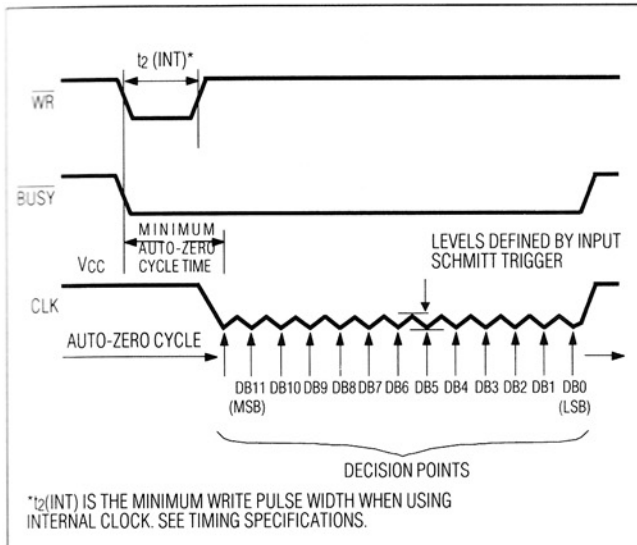 t2 (INT)*
WR
BUSY
MINIMUM
AUTO-ZERO
CYCLE TIME
LEVELS DEFINED BY INPUT
SCHMITT TRIGGER
VCC
CLK
AUTO-ZERO CYCLE
DB11 DB10 DB9 DB8 DB7 DB6 DB5 DB4 DB3 DB2 DB1 DB0
(MSB) (LSB)
DECISION POINTS
*t2(INT) IS THE MINIMUM WRITE PULSE WIDTH WHEN USING
INTERNAL CLOCK. SEE TIMING SPECIFICATIONS.